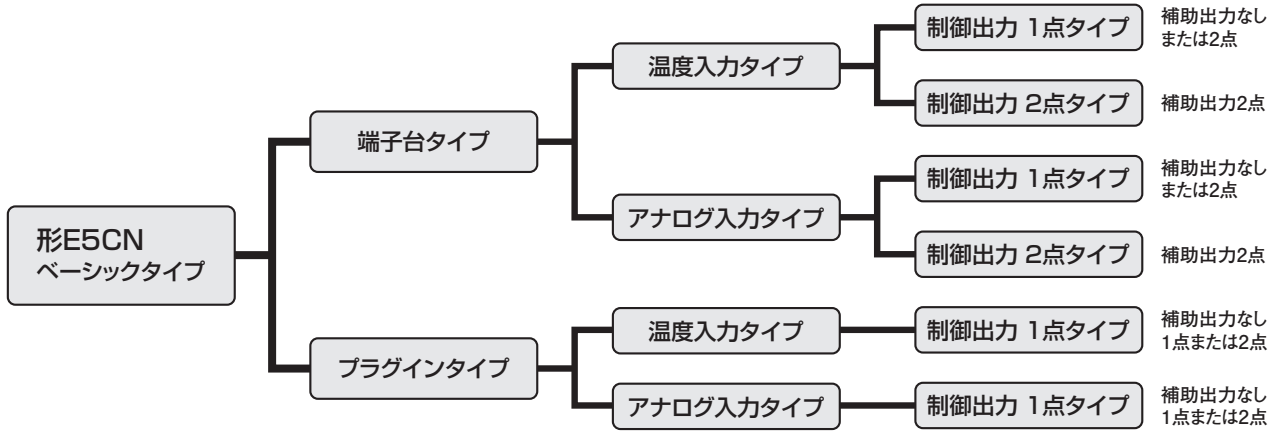 形E5CN
ベーシックタイプ
端子台タイプ
温度入力タイプ
制御出力 1点タイプ
補助出力なし
または2点
制御出力 2点タイプ
補助出力2点
アナログ入力タイプ
制御出力 1点タイプ
補助出力なし
または2点
制御出力 2点タイプ
補助出力2点
プラグインタイプ
温度入力タイプ
制御出力 1点タイプ
補助出力なし
1点または2点
アナログ入力タイプ
制御出力 1点タイプ
補助出力なし
1点または2点